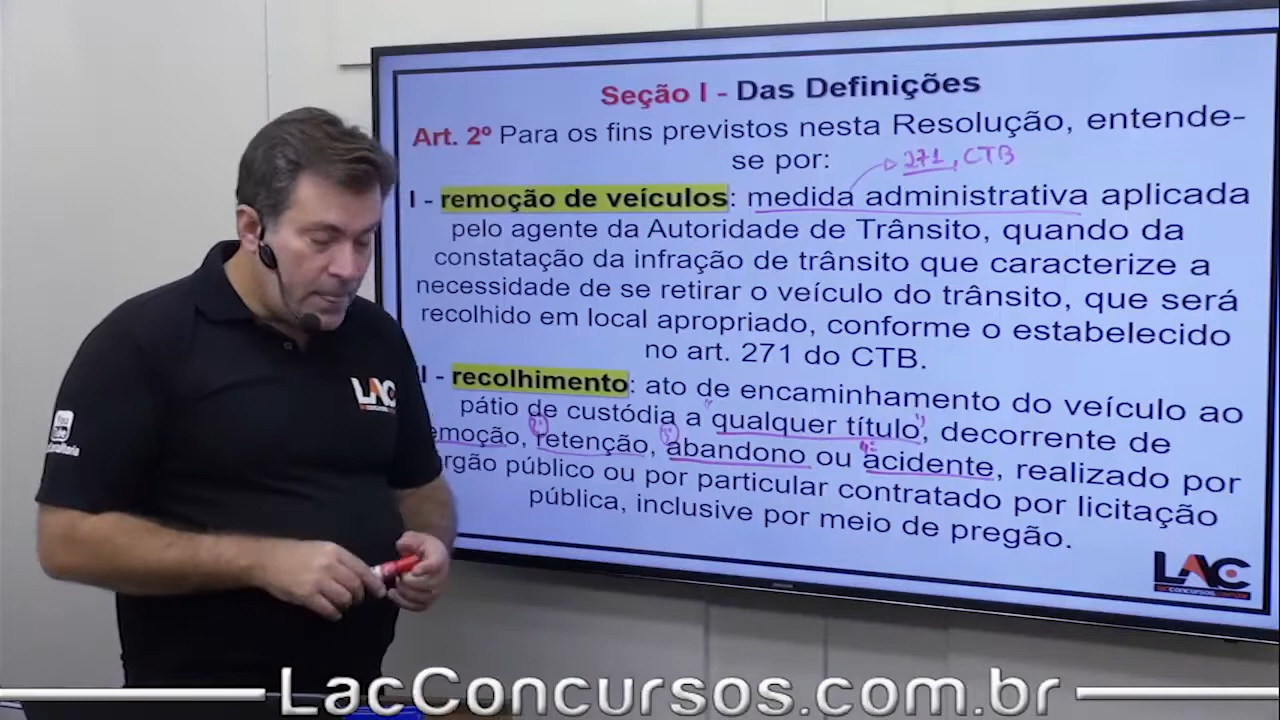 Seção I - Das Definições
Art. 2º Para os fins previstos nesta Resolução, entende-
se por:
271, CTB
I - remoção de veículos: medida administrativa aplicada
pelo agente da Autoridade de Trânsito, quando da
constatação da infração de trânsito que caracterize a
necessidade de se retirar o veículo do trânsito, que será
recolhido em local apropriado, conforme o estabelecido
no art. 271 do CTB.
I - recolhimento: ato de encaminhamento do veículo ao
pátio de custódia a "qualquer título", decorrente de
emoção, retenção, abandono ou acidente, realizado por
rgão público ou por particular contratado por licitação
pública, inclusive por meio de pregão.
LAC
LAC
LacConcursos.com.br